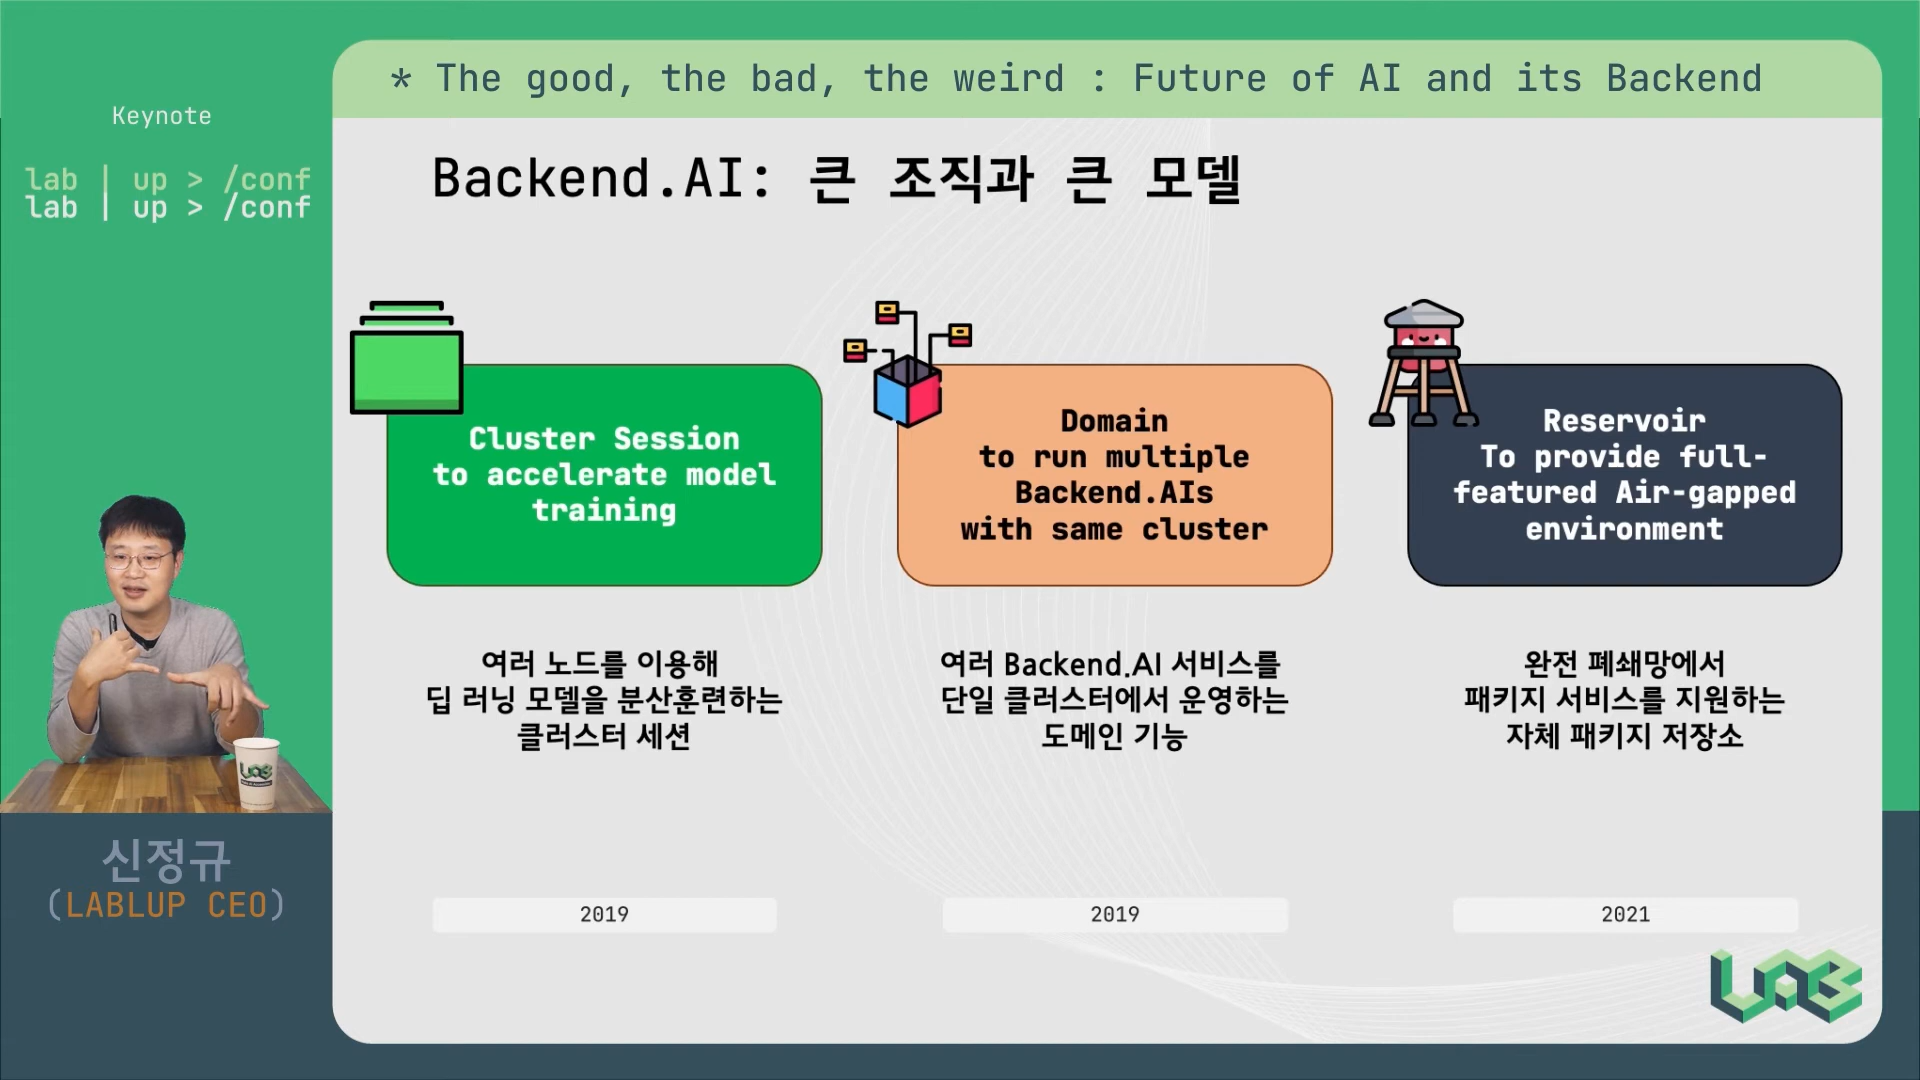 Keynote
lab | up > /conf
lab | up > /conf
* The good, the bad, the weird : Future of AI and its Backend
Backend.AI: 큰 조직과 큰 모델
Cluster Session
to accelerate model
training
여러 노드를 이용해
딥 러닝 모델을 분산훈련하는
클러스터 세션
2019
Domain
to run multiple
Backend.AIs
with same cluster
여러 Backend.AI 서비스를
단일 클러스터에서 운영하는
도메인 기능
2019
Reservoir
To provide full-
featured Air-gapped
environment
완전 폐쇄망에서
패키지 서비스를 지원하는
자체 패키지 저장소
2021
신정규
(LABLUP CEO)
LAB
LAB